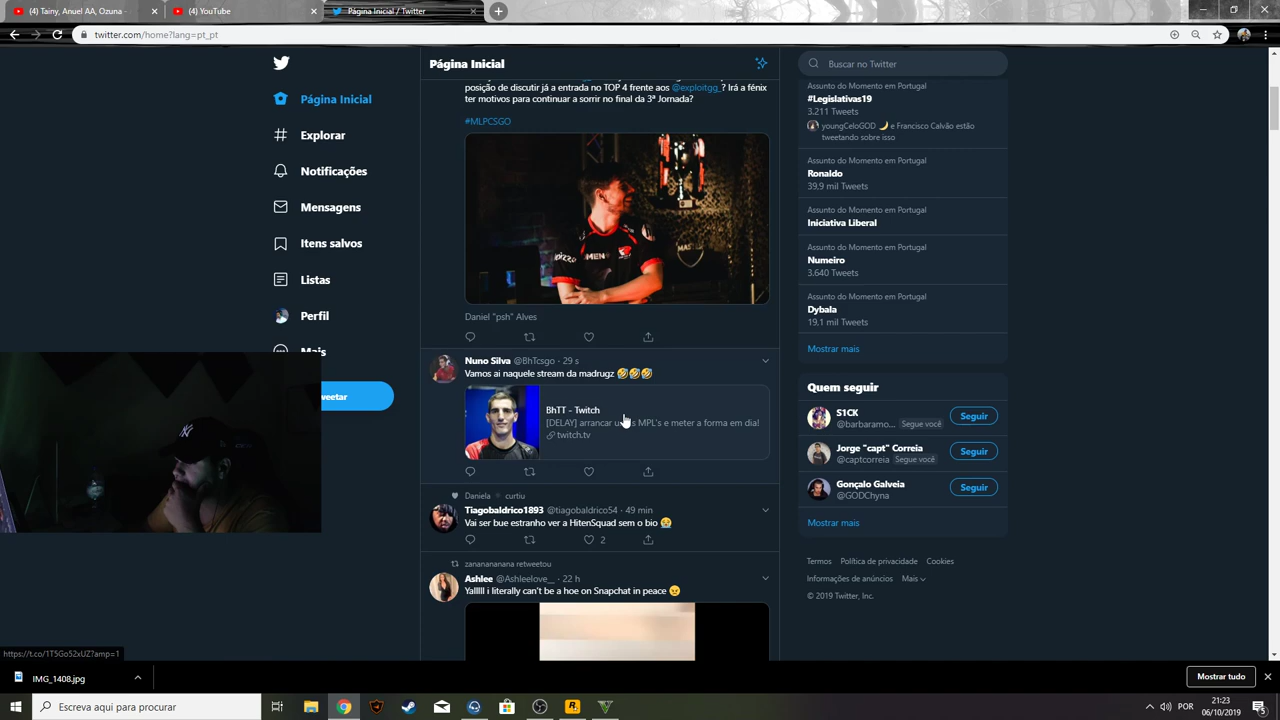 (4) Tainy, Anuel AA, Ozuna -
(4) YouTube
Página Inicial / Twitter
twitter.com/home?lang=pt_pt
Página Inicial
Explorar
Notificações
Mensagens
Itens salvos
Listas
Perfil
Mais
Página Inicial
posição de discutir já a entrada no TOP 4 frente aos @exploitgg_? Irá a fénix
ter motivos para continuar a sorrir no final da 3ª Jornada?
#MLPCSGO
Daniel "psh" Alves
Nuno Silva @BhTcsgo · 29 s
Vamos ai naquele stream da madrugz 🤣🤣🤣
BhTT - Twitch
[DELAY] arrancar MPL's e meter a forma em dia!
twitch.tv
Daniela curtiu
Tiagobaldrico1893 @tiagobaldrico54 · 49 min
Vai ser bue estranho ver a HitenSquad sem o bio 😭
2
zanananana retweetou
Ashlee @Ashleelove__ · 22 h
Yalllll i literally can't be a hoe on Snapchat in peace 😠
Buscar no Twitter
Assunto do Momento em Portugal
#Legislativas19
3.211 Tweets
youngCeloGOD 🌙 e Francisco Calvão estão
tweetando sobre isso
Assunto do Momento em Portugal
Ronaldo
39,9 mil Tweets
Assunto do Momento em Portugal
Iniciativa Liberal
Assunto do Momento em Portugal
Numeiro
3.640 Tweets
Assunto do Momento em Portugal
Dybala
19,1 mil Tweets
Mostrar mais
Quem seguir
S1CK
@barbaramo... Segue você
Seguir
Jorge "capt" Correia
@captcorreia Segue você
Seguir
Gonçalo Galveia
@GODChyna
Seguir
Mostrar mais
Termos Política de privacidade Cookies
Informações de anúncios Mais
© 2019 Twitter, Inc.
https://t.co/1T5Go52xUZ?amp=1
IMG_1408.jpg
Mostrar tudo
Escreva aqui para procurar
POR
21:23
06/10/2019
5